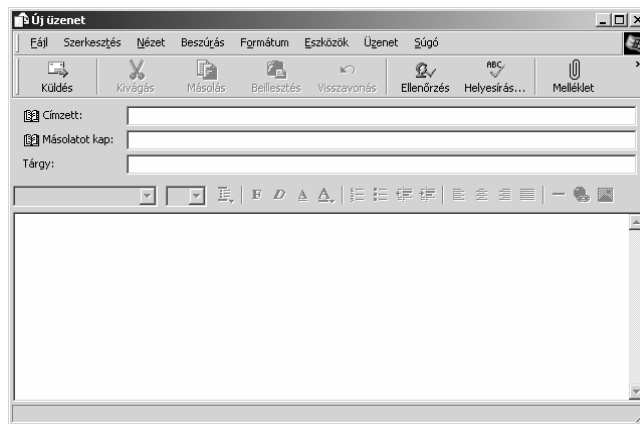 Új üzenet
Fájl Szerkesztés Nézet Beszúrás Formátum Eszközök Üzenet Súgó
Küldés Kivágás Másolás Beillesztés Visszavonás Ellenőrzés Helyesírás... Melléklet »
Címzett:
Másolatot kap:
Tárgy:
F D A A